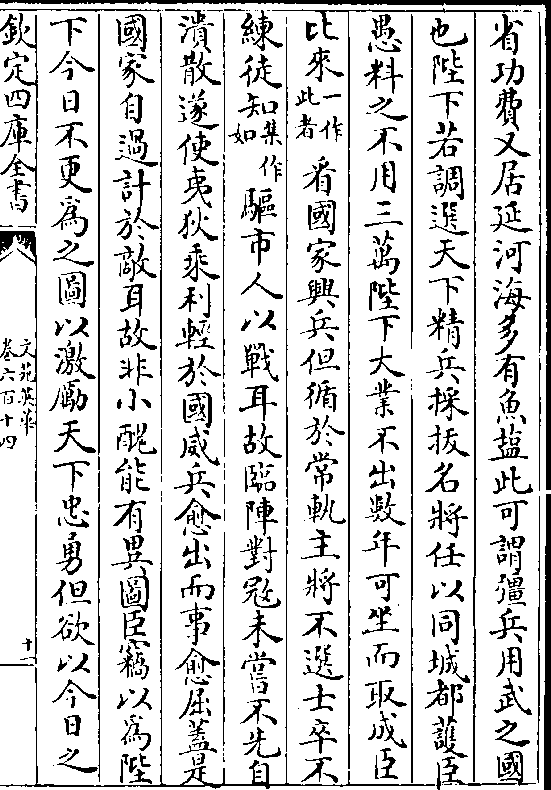 省功費又居延河海多有魚鹽此可謂彊兵用武之國
也陛下若調選天下精兵採拔名將任以同城都護臣
愚料之不用三萬陛下大業不出數年可坐而取成臣
比來一作此者看國家興兵但循於常軌主將不選士卒不
練徒知集作如驅市人以戰耳故臨陣對冦未嘗不先自
潰散遂使夷狄乘利輕於國威兵愈出而事愈屈蓋是
國家自過計於敵耳故非小醜能有異圖臣竊以為陛
下今日不更為之圖以激勵天下忠勇但欲以今日之
欽定四庫全書
文苑英華
卷六百十四
十一